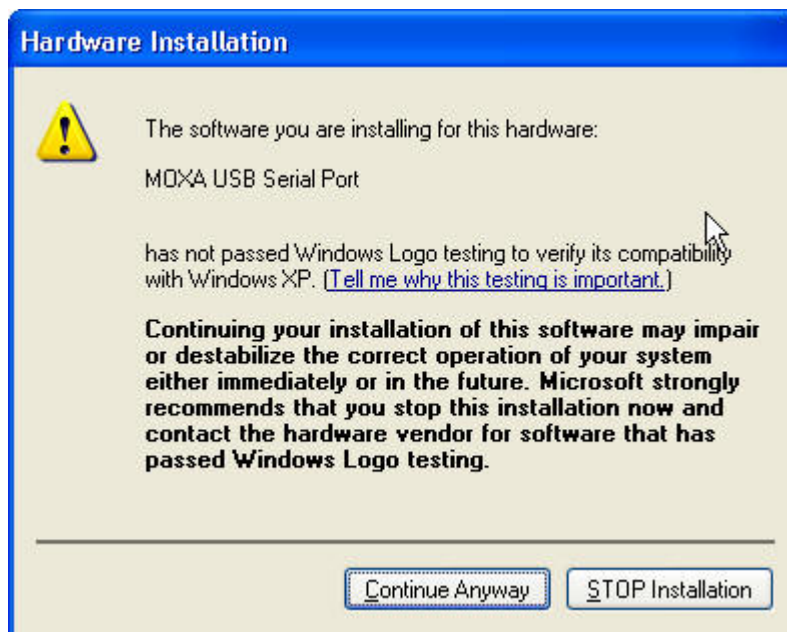 Hardware Installation
The software you are installing for this hardware:
MOXA USB Serial Port
has not passed Windows Logo testing to verify its compatibility
with Windows XP. (Tell me why this testing is important.)
Continuing your installation of this software may impair
or destabilize the correct operation of your system
either immediately or in the future. Microsoft strongly
recommends that you stop this installation now and
contact the hardware vendor for software that has
passed Windows Logo testing.
Continue Anyway
STOP Installation